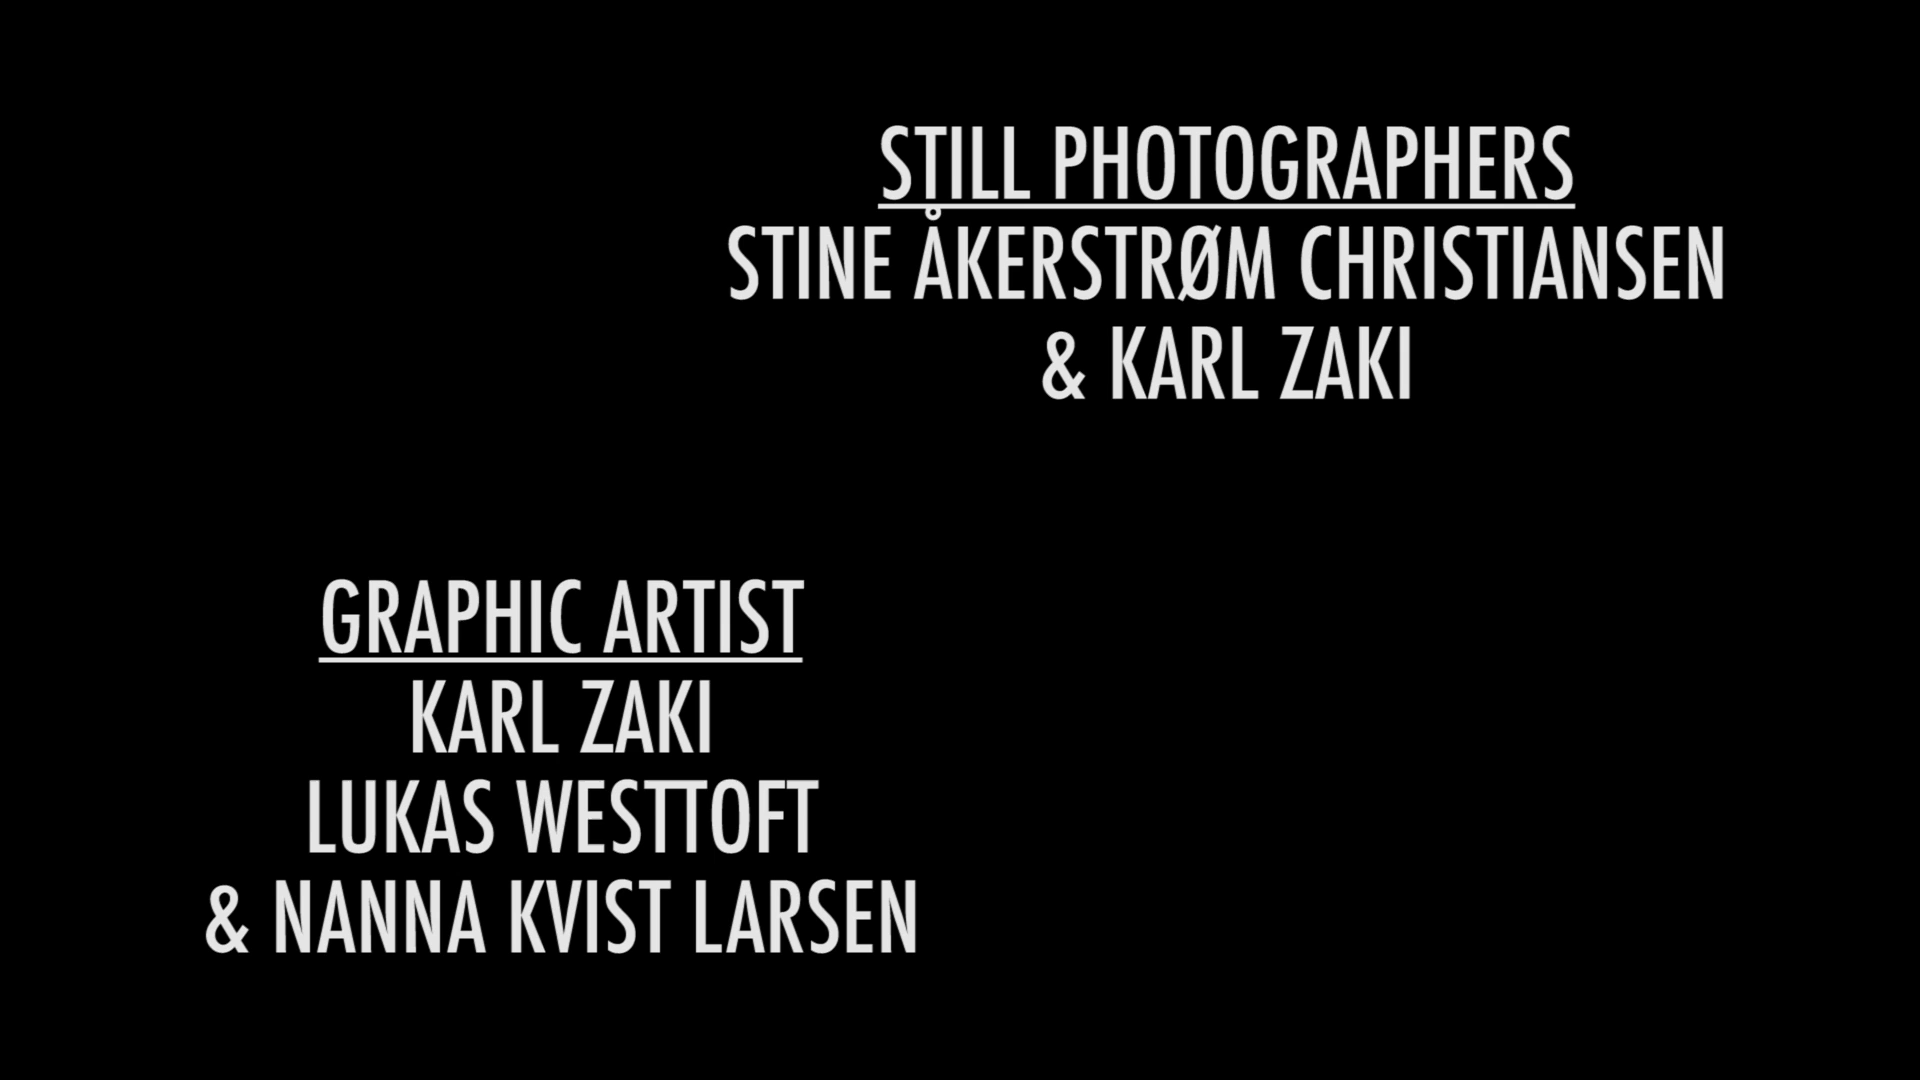 STILL PHOTOGRAPHERS
STINE ÅKERSTRØM CHRISTIANSEN
& KARL ZAKI
GRAPHIC ARTIST
KARL ZAKI
LUKAS WESTTOFT
& NANNA KVIST LARSEN